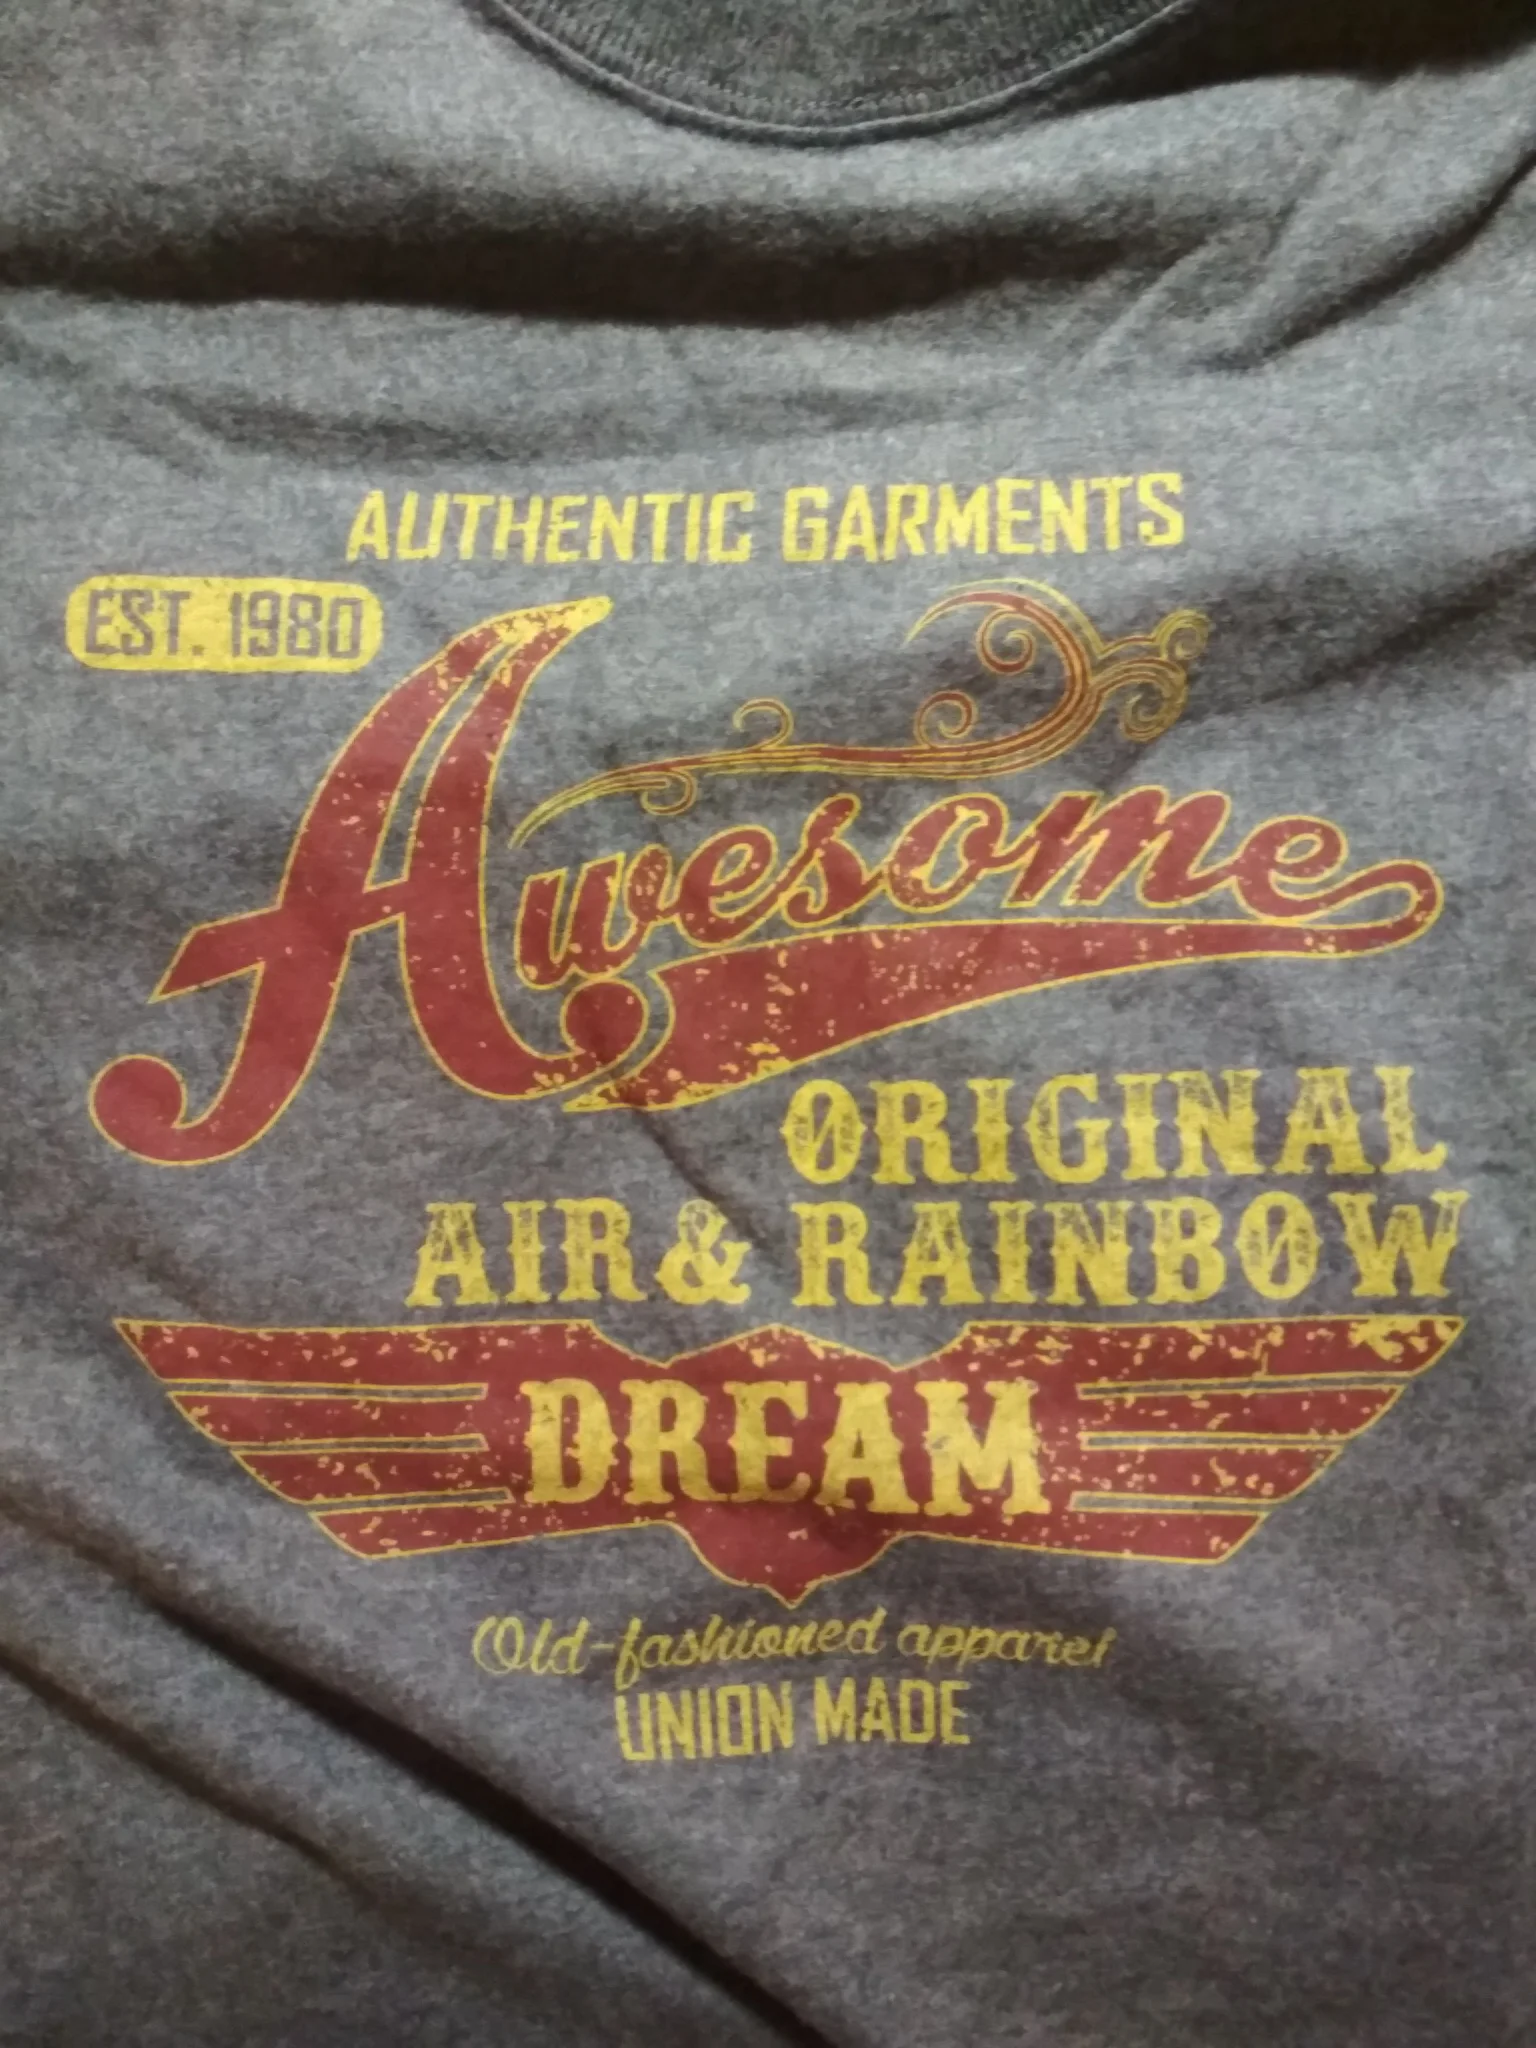 AUTHENTIC GARMENTS
EST. 1980
Awesome
ORIGINAL
AIR & RAINBOW
DREAM
Old-fashioned apparel
UNION MADE